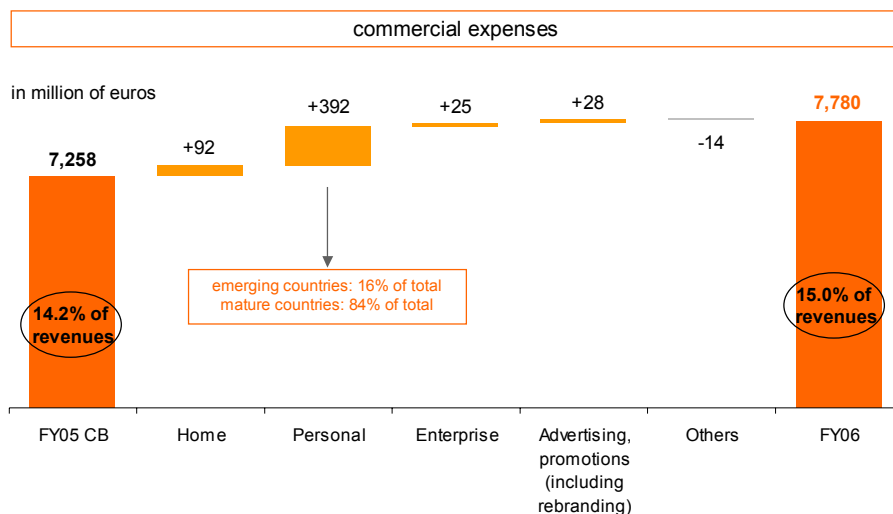 commercial expenses
in million of euros
7,258
+92
+392
+25
+28
-14
7,780
emerging countries: 16% of total
mature countries: 84% of total
14.2% of
revenues
15.0% of
revenues
FY05 CB
Home
Personal
Enterprise
Advertising,
promotions
(including
rebranding)
Others
FY06